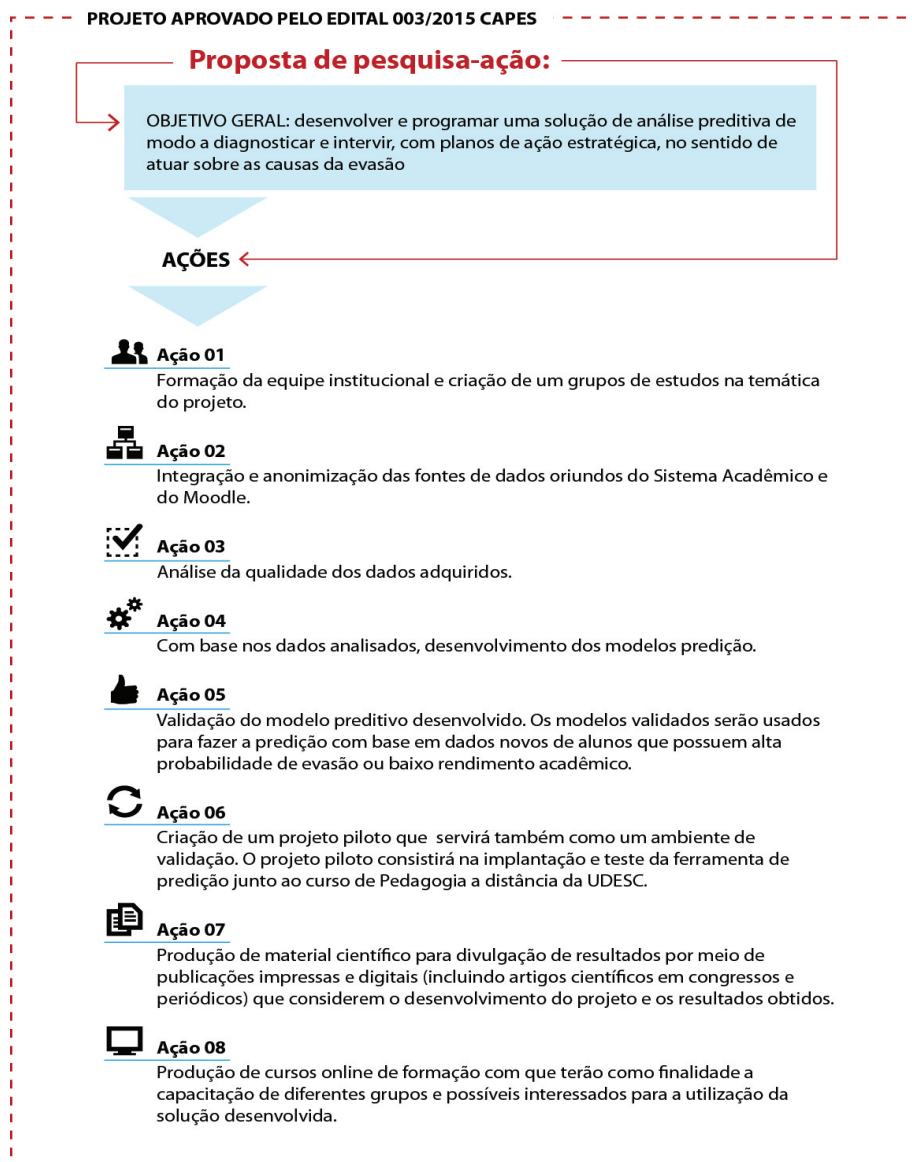 PROJETO APROVADO PELO EDITAL 003/2015 CAPES
Proposta de pesquisa-ação:
OBJETIVO GERAL: desenvolver e programar uma solução de análise preditiva de
modo a diagnosticar e intervir, com planos de ação estratégica, no sentido de
atuar sobre as causas da evasão
AÇÕES
Ação 01
Formação da equipe institucional e criação de um grupos de estudos na temática
do projeto.
Ação 02
Integração e anonimização das fontes de dados oriundos do Sistema Acadêmico e
do Moodle.
Ação 03
Análise da qualidade dos dados adquiridos.
Ação 04
Com base nos dados analisados, desenvolvimento dos modelos predição.
Ação 05
Validação do modelo preditivo desenvolvido. Os modelos validados serão usados
para fazer a predição com base em dados novos de alunos que possuem alta
probabilidade de evasão ou baixo rendimento acadêmico.
Ação 06
Criação de um projeto piloto que servirá também como um ambiente de
validação. O projeto piloto consistirá na implantação e teste da ferramenta de
predição junto ao curso de Pedagogia a distância da UDESC.
Ação 07
Produção de material científico para divulgação de resultados por meio de
publicações impressas e digitais (incluindo artigos científicos em congressos e
periódicos) que considerem o desenvolvimento do projeto e os resultados obtidos.
Ação 08
Produção de cursos online de formação com que terão como finalidade a
capacitação de diferentes grupos e possíveis interessados para a utilização da
solução desenvolvida.